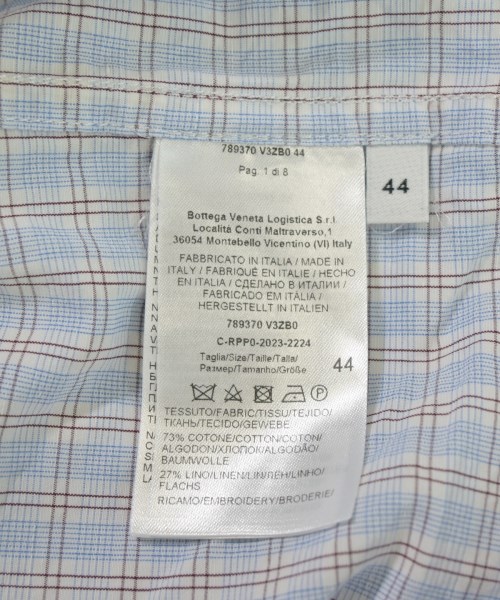 789370 V3ZB0 44
Pag. 1 di 8
44
Bottega Veneta Logistica S.r.l.
Località Conti Maltraverso,1
36054 Montebello Vicentino (VI) Italy
FABBRICATO IN ITALIA / MADE IN
ITALY / FABRIQUÉ EN ITALIE / HECHO
EN ITALIA / СДЕЛАНО В ИТАЛИИ /
FABRICADO EM ITÁLIA /
HERGESTELLT IN ITALIEN
789370 V3ZB0
C-RPP0-2023-2224
Taglia/Size/Taille/Talla/
Размер/Tamanho/Größe 44
TESSUTO/FABRIC/TISSU/TEJIDO/
ТКАНЬ/TECIDO/GEWEBE
73% COTONE/COTTON/COTON/
ALGODON/ХЛОПОК/ALGODÃO/
BAUMWOLLE
27% LINO/LINEN/LIN/ЛЁН/LINHO/
FLACHS
RICAMO/EMBROIDERY/BRODERIE/